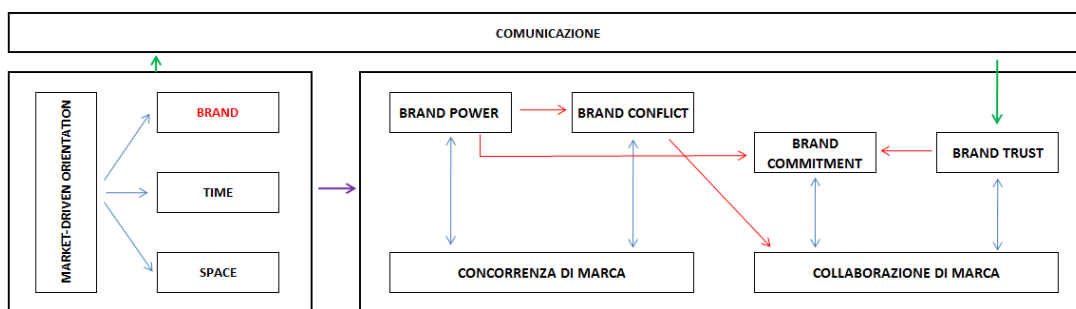 COMUNICAZIONE
MARKET-DRIVEN ORIENTATION
BRAND
TIME
SPACE
BRAND POWER
BRAND CONFLICT
BRAND
COMMITMENT
BRAND TRUST
CONCORRENZA DI MARCA
COLLABORAZIONE DI MARCA